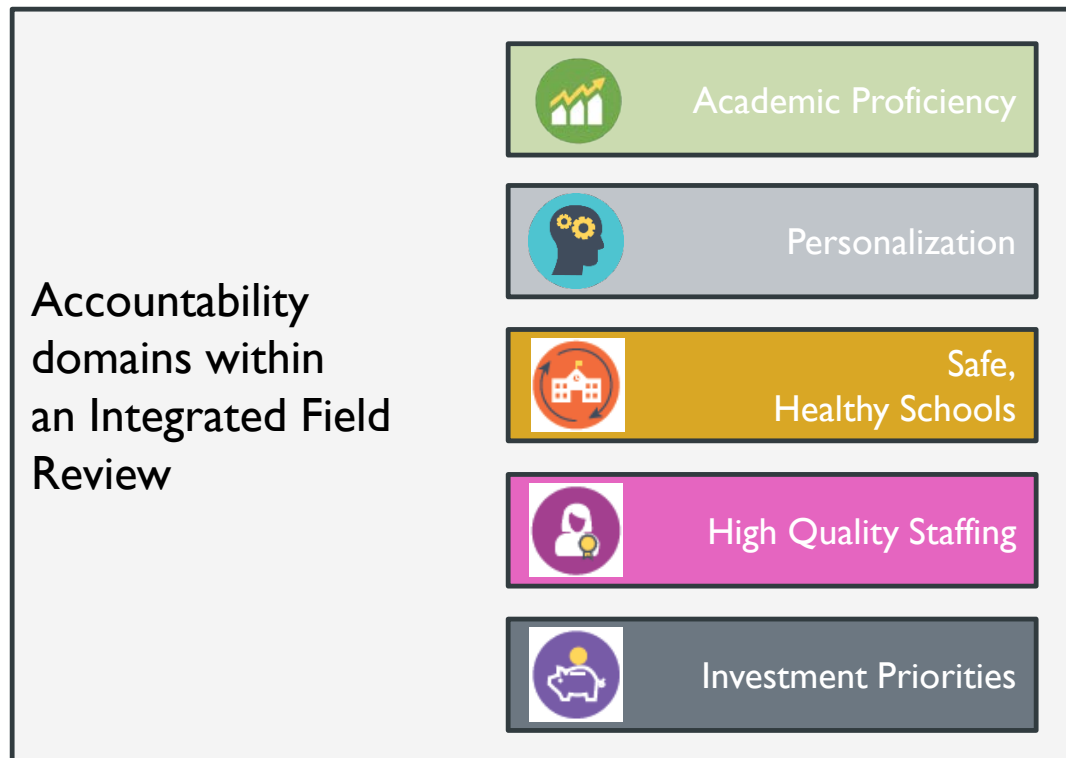 Accountability
domains within
an Integrated Field
Review
Academic Proficiency
Personalization
Safe,
Healthy Schools
High Quality Staffing
Investment Priorities